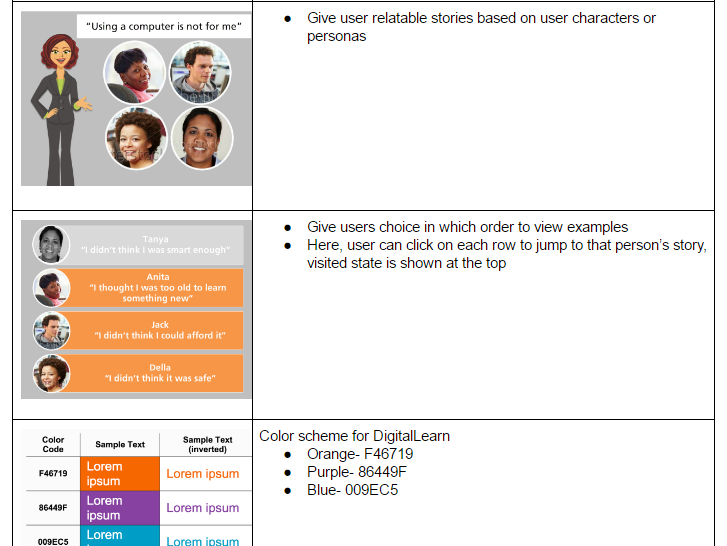 "Using a computer is not for me"
● Give user relatable stories based on user characters or
personas
Tanya
"I didn't think I was smart enough"
Anita
"I thought I was too old to learn
something new"
Jack
"I didn't think I could afford it"
Della
"I didn't think it was safe"
● Give users choice in which order to view examples
● Here, user can click on each row to jump to that person's story,
visited state is shown at the top
Color
Code
Sample Text
Sample Text
(inverted)
F46719
Lorem
ipsum
Lorem ipsum
86449F
Lorem
ipsum
Lorem ipsum
009EC5
Lorem
Lorem ipsum
Color scheme for DigitalLearn
● Orange- F46719
● Purple- 86449F
● Blue- 009EC5